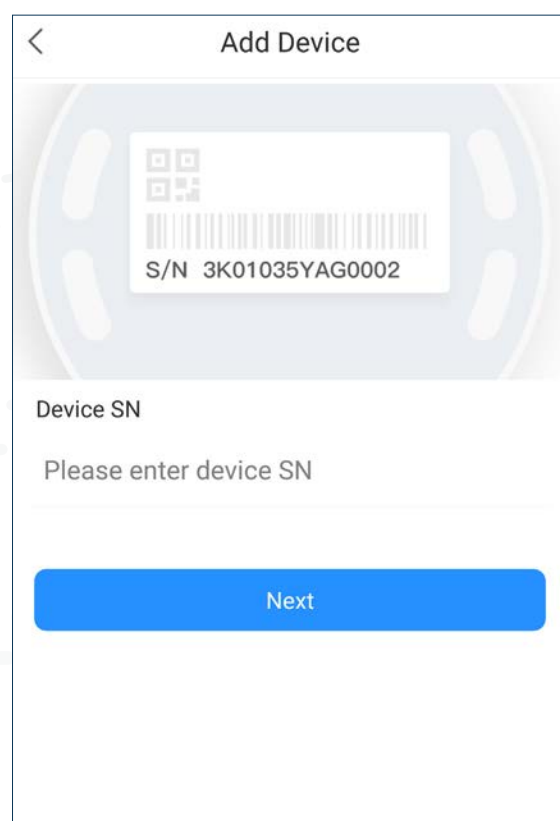 Add Device
S/N 3K01035YAG0002
Device SN
Please enter device SN
Next